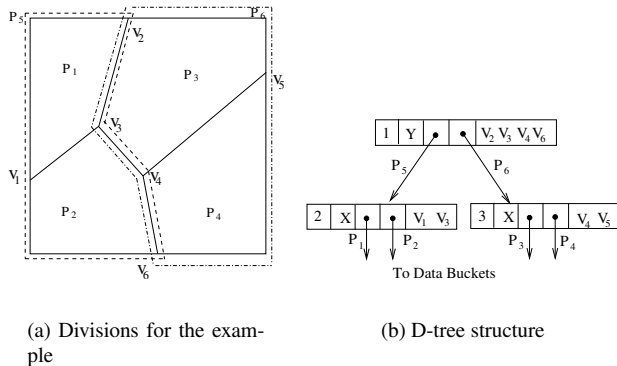 P5
P6
V2
P1
P3
V5
V3
V1
V4
P2
P4
V6
1 Y V2 V3 V4 V6
P5
P6
2 X V1 V3
3 X V4 V5
P1
P2
P3
P4
To Data Buckets
(a) Divisions for the exam-
ple
(b) D-tree structure